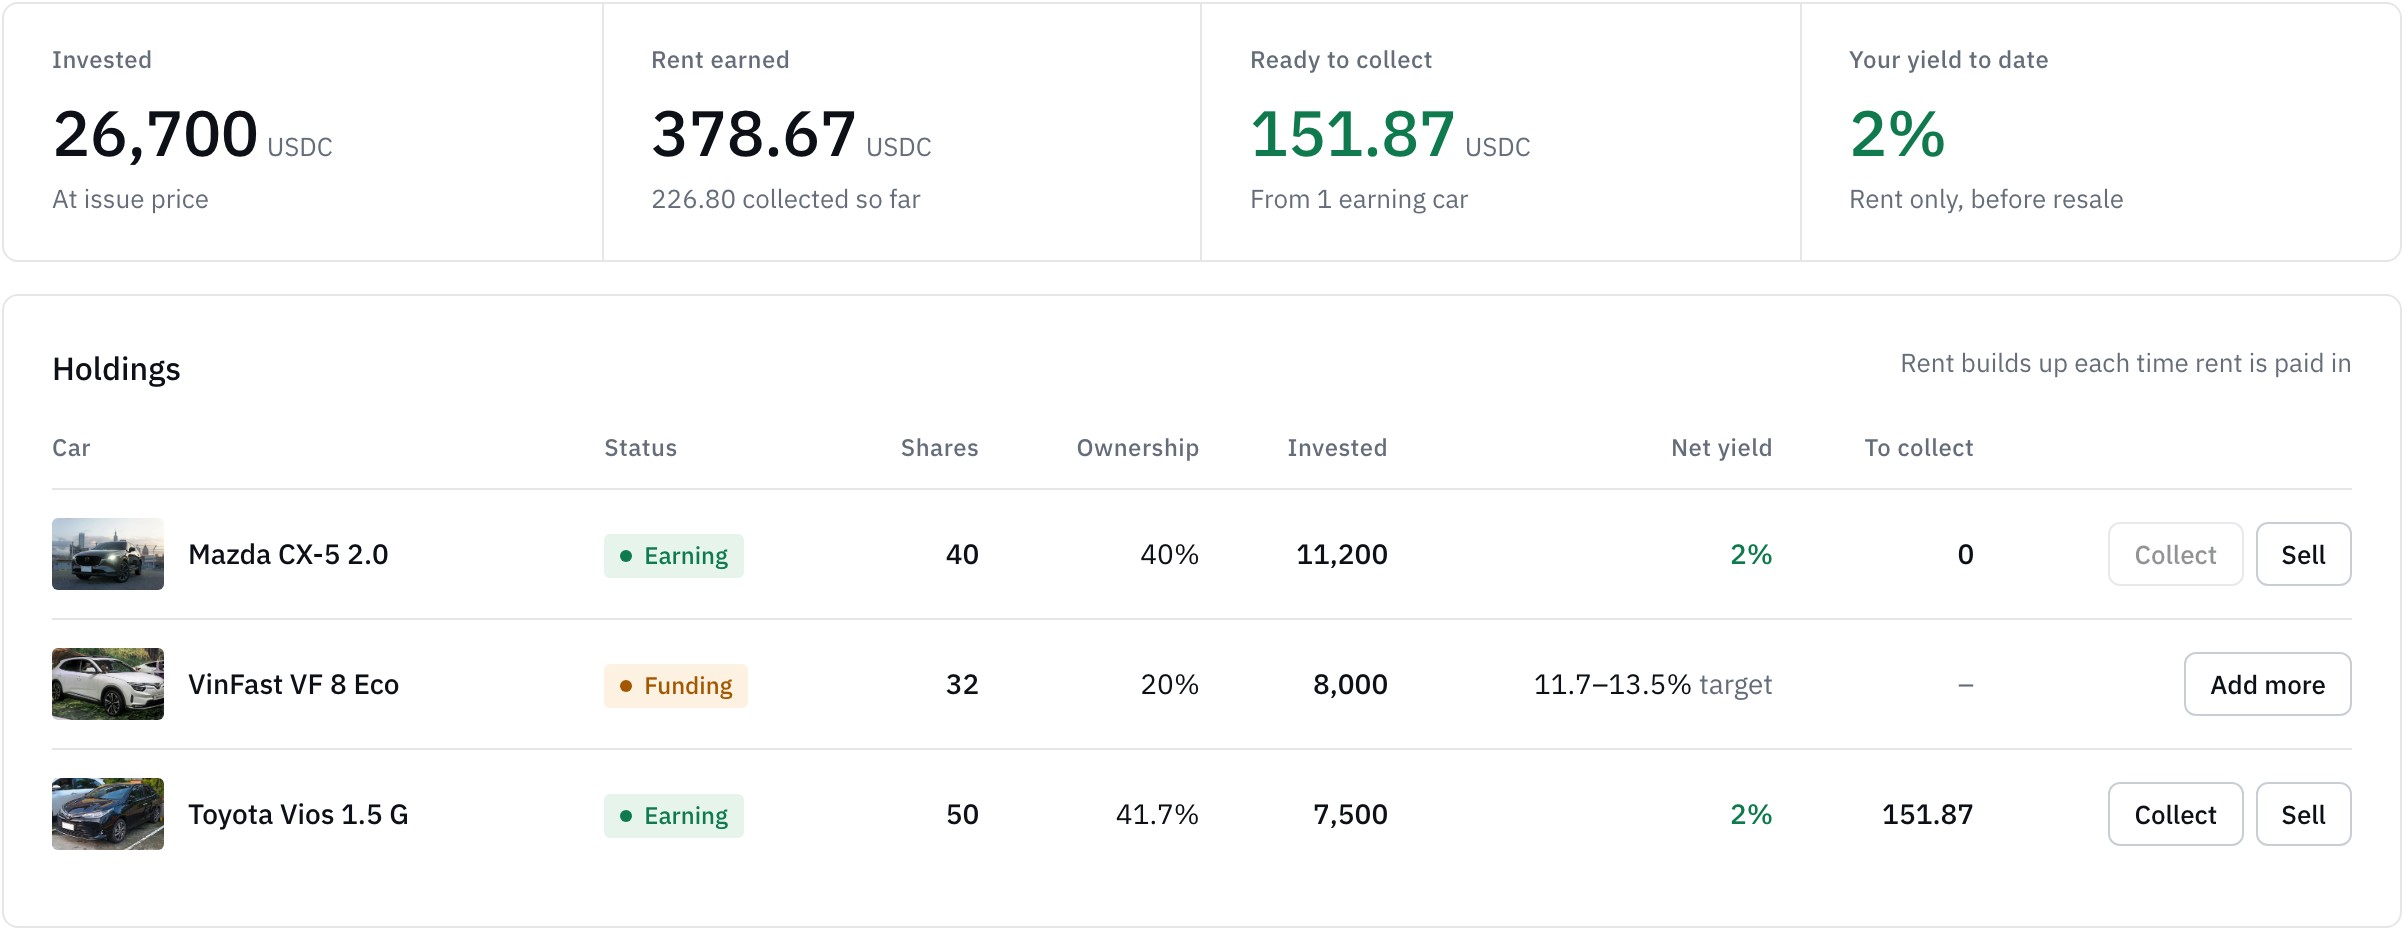 Invested
26,700 USDC
At issue price
Rent earned
378.67 USDC
226.80 collected so far
Ready to collect
151.87 USDC
From 1 earning car
Your yield to date
2%
Rent only, before resale
Holdings
Rent builds up each time rent is paid in
Car Status Shares Ownership Invested Net yield To collect
Mazda CX-5 2.0 Earning 40 40% 11,200 2% 0 Collect Sell
VinFast VF 8 Eco Funding 32 20% 8,000 11.7–13.5% target – Add more
Toyota Vios 1.5 G Earning 50 41.7% 7,500 2% 151.87 Collect Sell